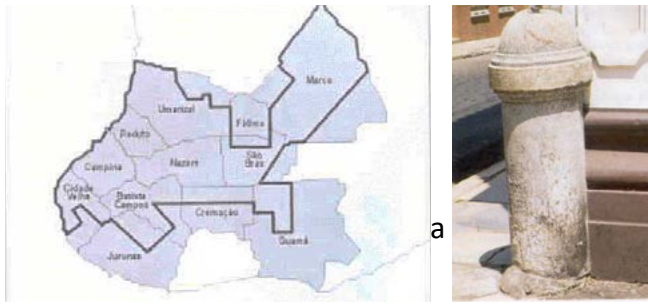 Marco
Umarizal
Fátima
Reduto
São
Brás
Nazaré
Campina
Cidade
Velha
Batista
Campos
Cremação
Guamá
Jurunas
a